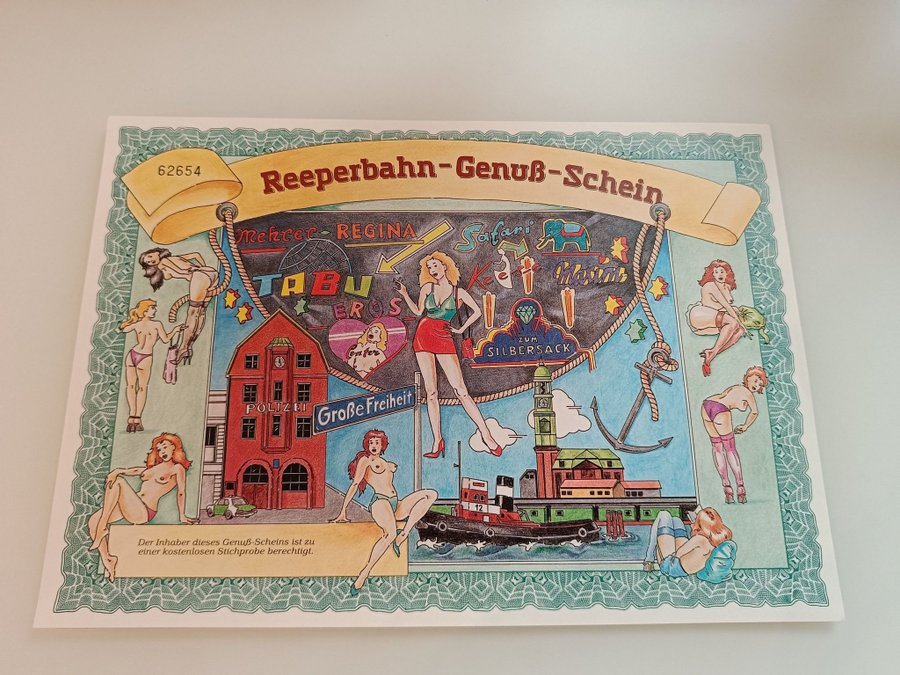 62654
Reeperbahn-Genuß-Schein
Mehrer-REGINA
Safari
TABU
EROS
ZUM
SILBERSACK
POLIZEI
Große Freiheit
12
Der Inhaber dieses Genuß-Scheins ist zu
einer kostenlosen Stichprobe berechtigt.